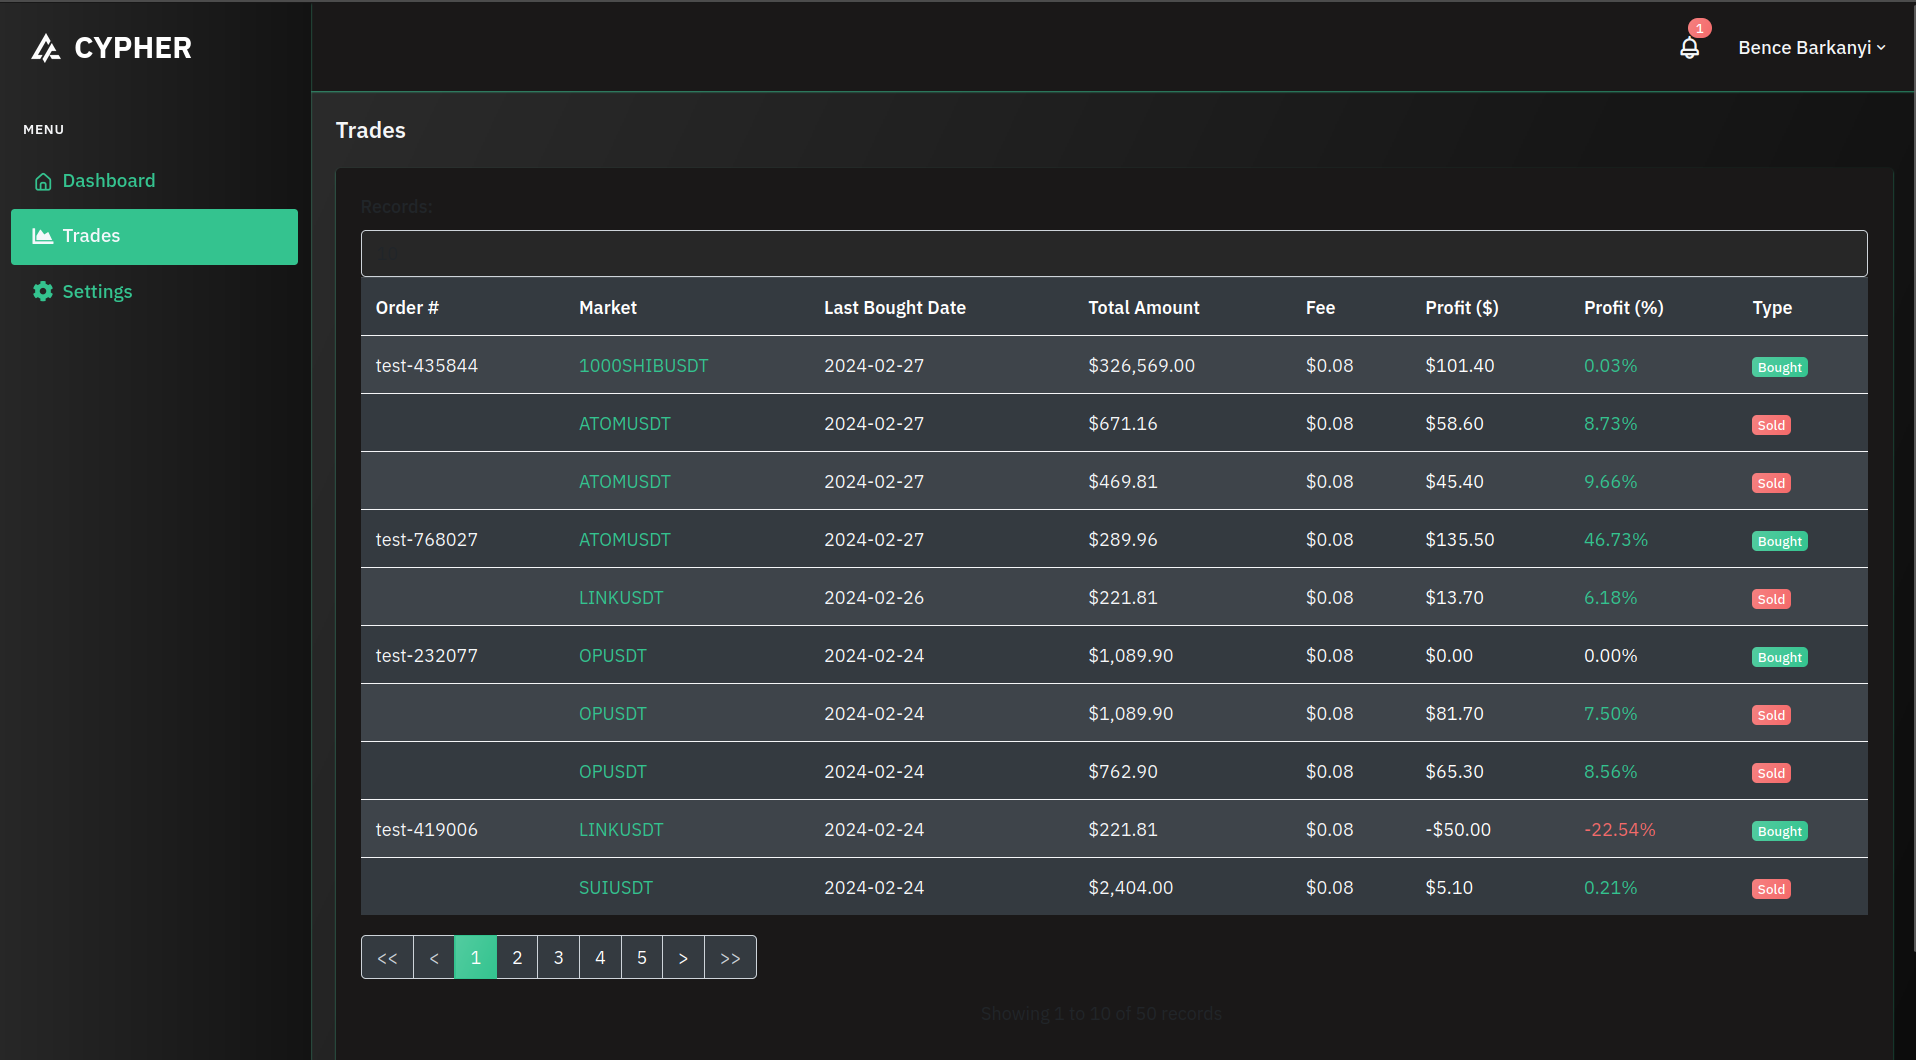 CYPHER
1
Bence Barkanyi
MENU
Dashboard
Trades
Settings
Trades
Records:
10
Order # Market Last Bought Date Total Amount Fee Profit ($) Profit (%) Type
test-435844 1000SHIBUSDT 2024-02-27 $326,569.00 $0.08 $101.40 0.03% Bought
ATOMUSDT 2024-02-27 $671.16 $0.08 $58.60 8.73% Sold
ATOMUSDT 2024-02-27 $469.81 $0.08 $45.40 9.66% Sold
test-768027 ATOMUSDT 2024-02-27 $289.96 $0.08 $135.50 46.73% Bought
LINKUSDT 2024-02-26 $221.81 $0.08 $13.70 6.18% Sold
test-232077 OPUSDT 2024-02-24 $1,089.90 $0.08 $0.00 0.00% Bought
OPUSDT 2024-02-24 $1,089.90 $0.08 $81.70 7.50% Sold
OPUSDT 2024-02-24 $762.90 $0.08 $65.30 8.56% Sold
test-419006 LINKUSDT 2024-02-24 $221.81 $0.08 -$50.00 -22.54% Bought
SUIUSDT 2024-02-24 $2,404.00 $0.08 $5.10 0.21% Sold
<< < 1 2 3 4 5 > >>
Showing 1 to 10 of 50 records